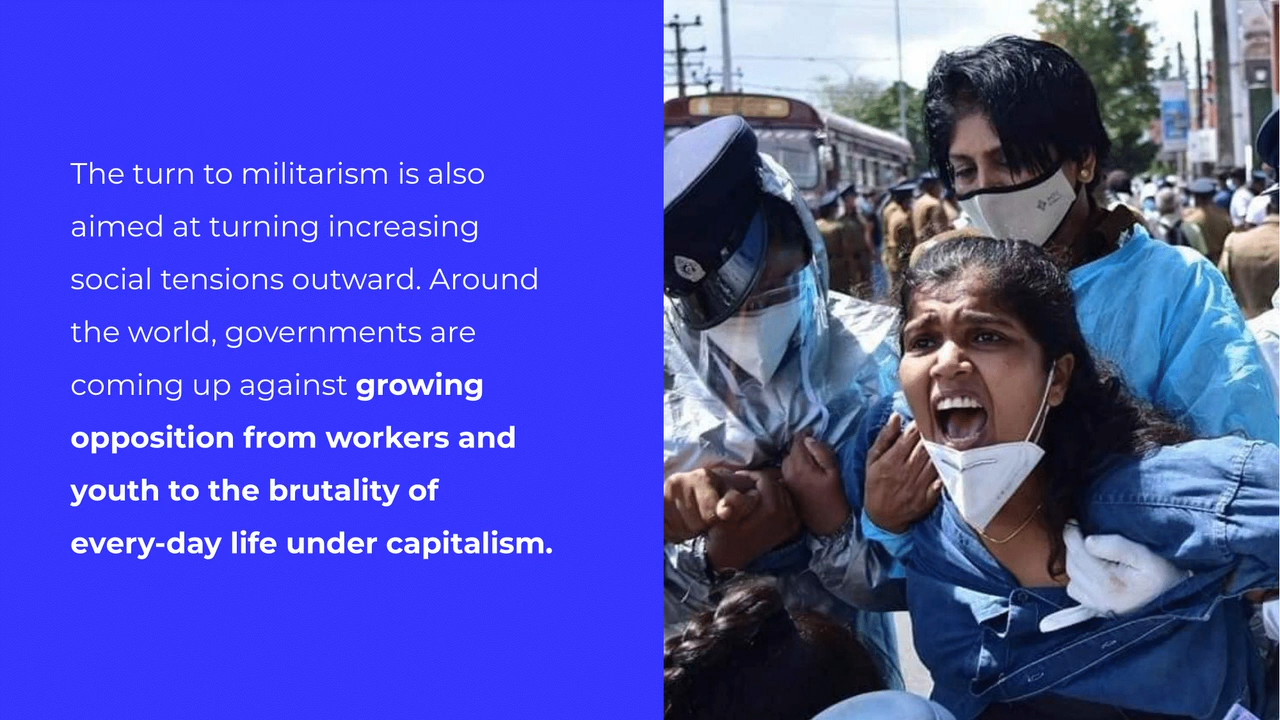 The turn to militarism is also
aimed at turning increasing
social tensions outward. Around
the world, governments are
coming up against growing
opposition from workers and
youth to the brutality of
every-day life under capitalism.